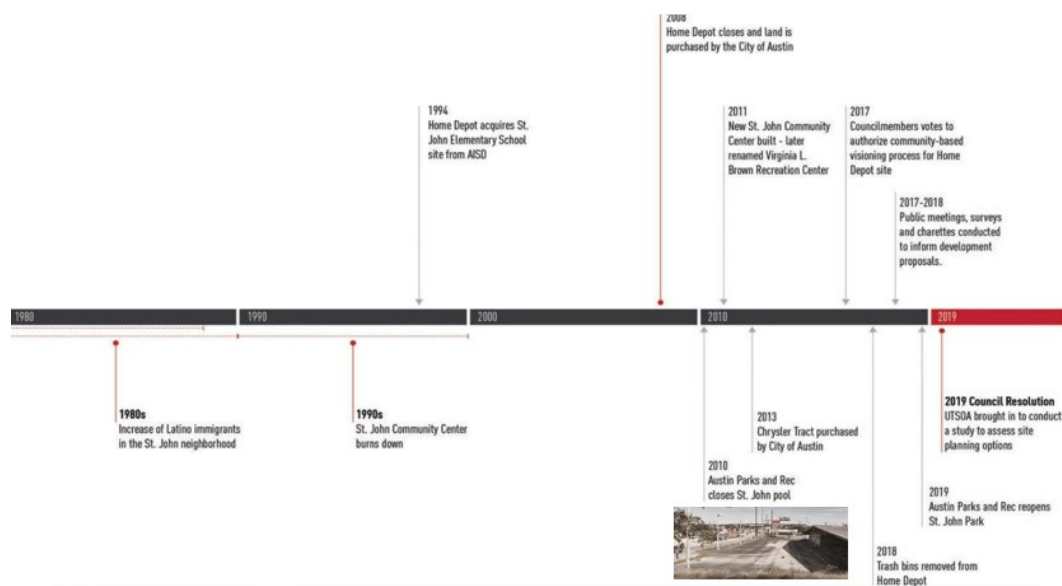 2008
Home Depot closes and land is
purchased by the City of Austin
1994
Home Depot acquires St.
John Elementary School
site from AISD
2011
New St. John Community
Center built - later
renamed Virginia L.
Brown Recreation Center
2017
Councilmembers votes to
authorize community-based
visioning process for Home
Depot site
2017-2018
Public meetings, surveys
and charettes conducted
to inform development
proposals.
1980
1990
2000
2010
2019
1980s
Increase of Latino immigrants
in the St. John neighborhood
1990s
St. John Community Center
burns down
2010
Austin Parks and Rec
closes St. John pool
2013
Chrysler Tract purchased
by City of Austin
2018
Trash bins removed from
Home Depot
2019
Austin Parks and Rec reopens
St. John Park
2019 Council Resolution
UTSOA brought in to conduct
a study to assess site
planning options